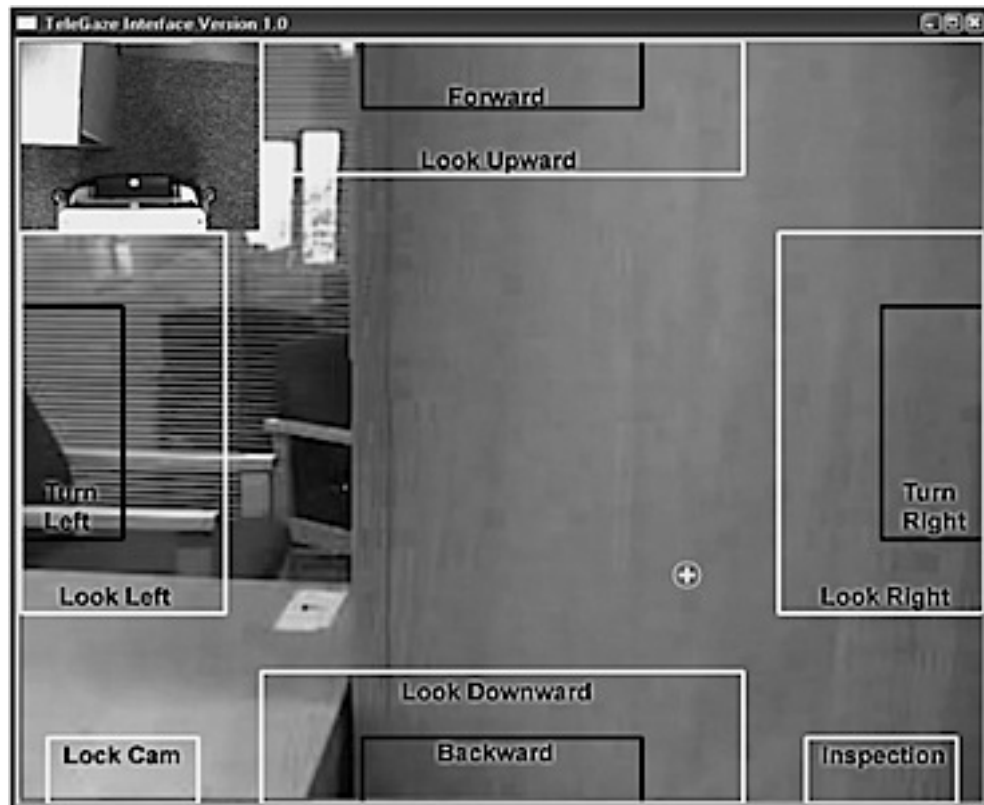 TeleGaze Interface Version 1.0
Forward
Look Upward
Turn
Left
Look Left
Turn
Right
Look Right
Look Downward
Lock Cam
Backward
Inspection